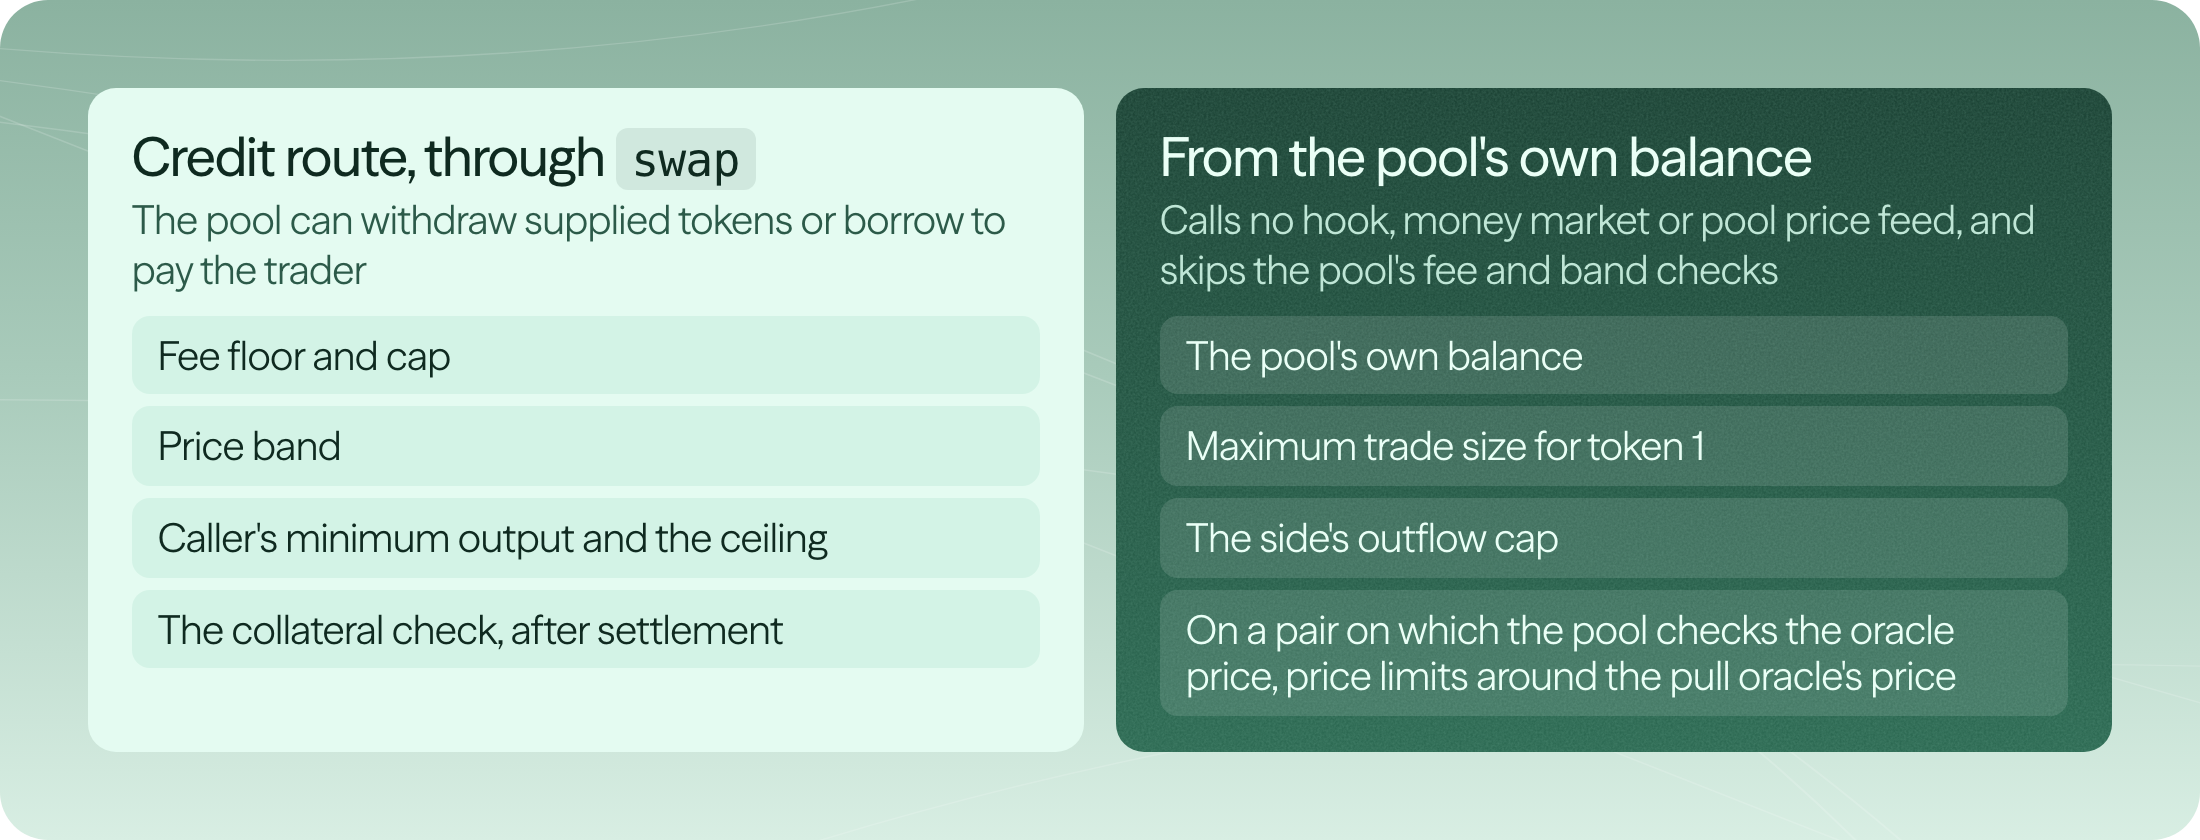 Credit route, through swap
The pool can withdraw supplied tokens or borrow to
pay the trader
Fee floor and cap
Price band
Caller's minimum output and the ceiling
The collateral check, after settlement
From the pool's own balance
Calls no hook, money market or pool price feed, and
skips the pool's fee and band checks
The pool's own balance
Maximum trade size for token 1
The side's outflow cap
On a pair on which the pool checks the oracle
price, price limits around the pull oracle's price